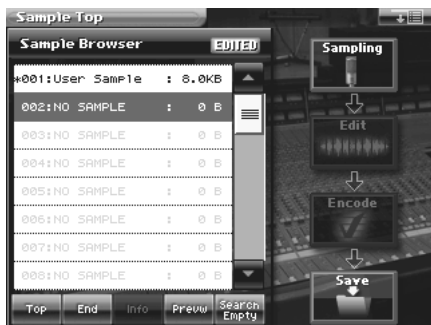 Sample Top
Sample Browser EDITED
*001:User Sample : 8.0KB
002:NO SAMPLE : 0 B
003:NO SAMPLE : 0 B
004:NO SAMPLE : 0 B
005:NO SAMPLE : 0 B
006:NO SAMPLE : 0 B
007:NO SAMPLE : 0 B
008:NO SAMPLE : 0 B
Top End Info Prevw Search Empty
Sampling
Edit
Encode
Save